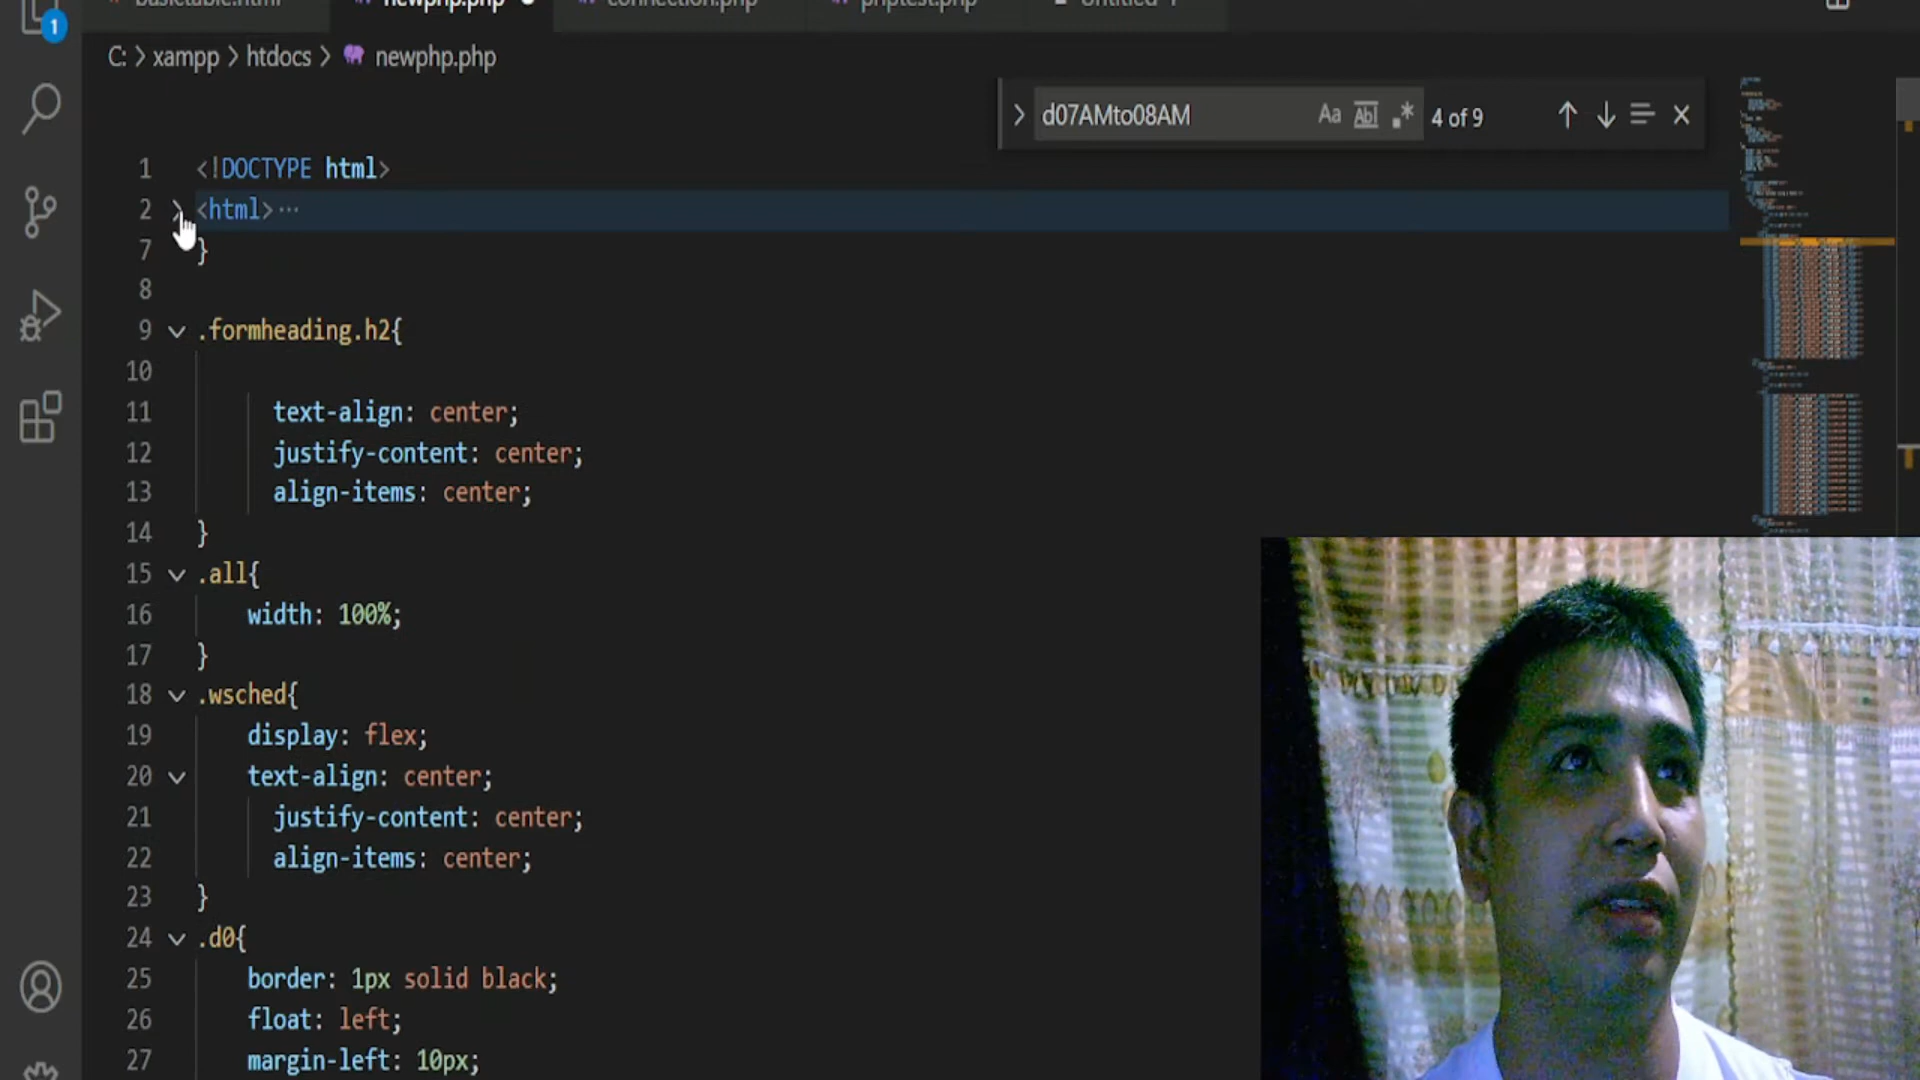 basictable.html newphp.php connection.php phptest.php Untitled-1
1
C: > xampp > htdocs > newphp.php
d07AMto08AM Aa Abl .* 4 of 9
1 <!DOCTYPE html>
2 <html> ...
7 }
8
9 .formheading.h2{
10
11 text-align: center;
12 justify-content: center;
13 align-items: center;
14 }
15 .all{
16 width: 100%;
17 }
18 .wsched{
19 display: flex;
20 text-align: center;
21 justify-content: center;
22 align-items: center;
23 }
24 .d0{
25 border: 1px solid black;
26 float: left;
27 margin-left: 10px;